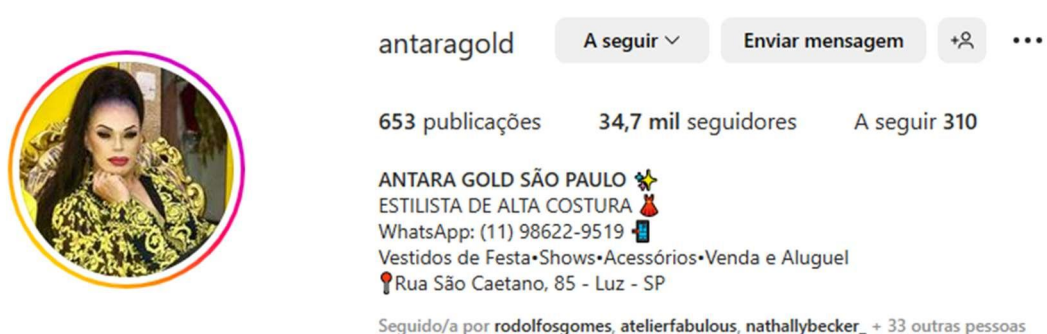 antaragold A seguir Enviar mensagem
653 publicações 34,7 mil seguidores A seguir 310
ANTARA GOLD SÃO PAULO ✨
ESTILISTA DE ALTA COSTURA 💃
WhatsApp: (11) 98622-9519 📲
Vestidos de Festa•Shows•Acessórios•Venda e Aluguel
📍Rua São Caetano, 85 - Luz - SP
Seguido/a por rodolfosgomes, atelierfabulous, nathallybecker_ + 33 outras pessoas